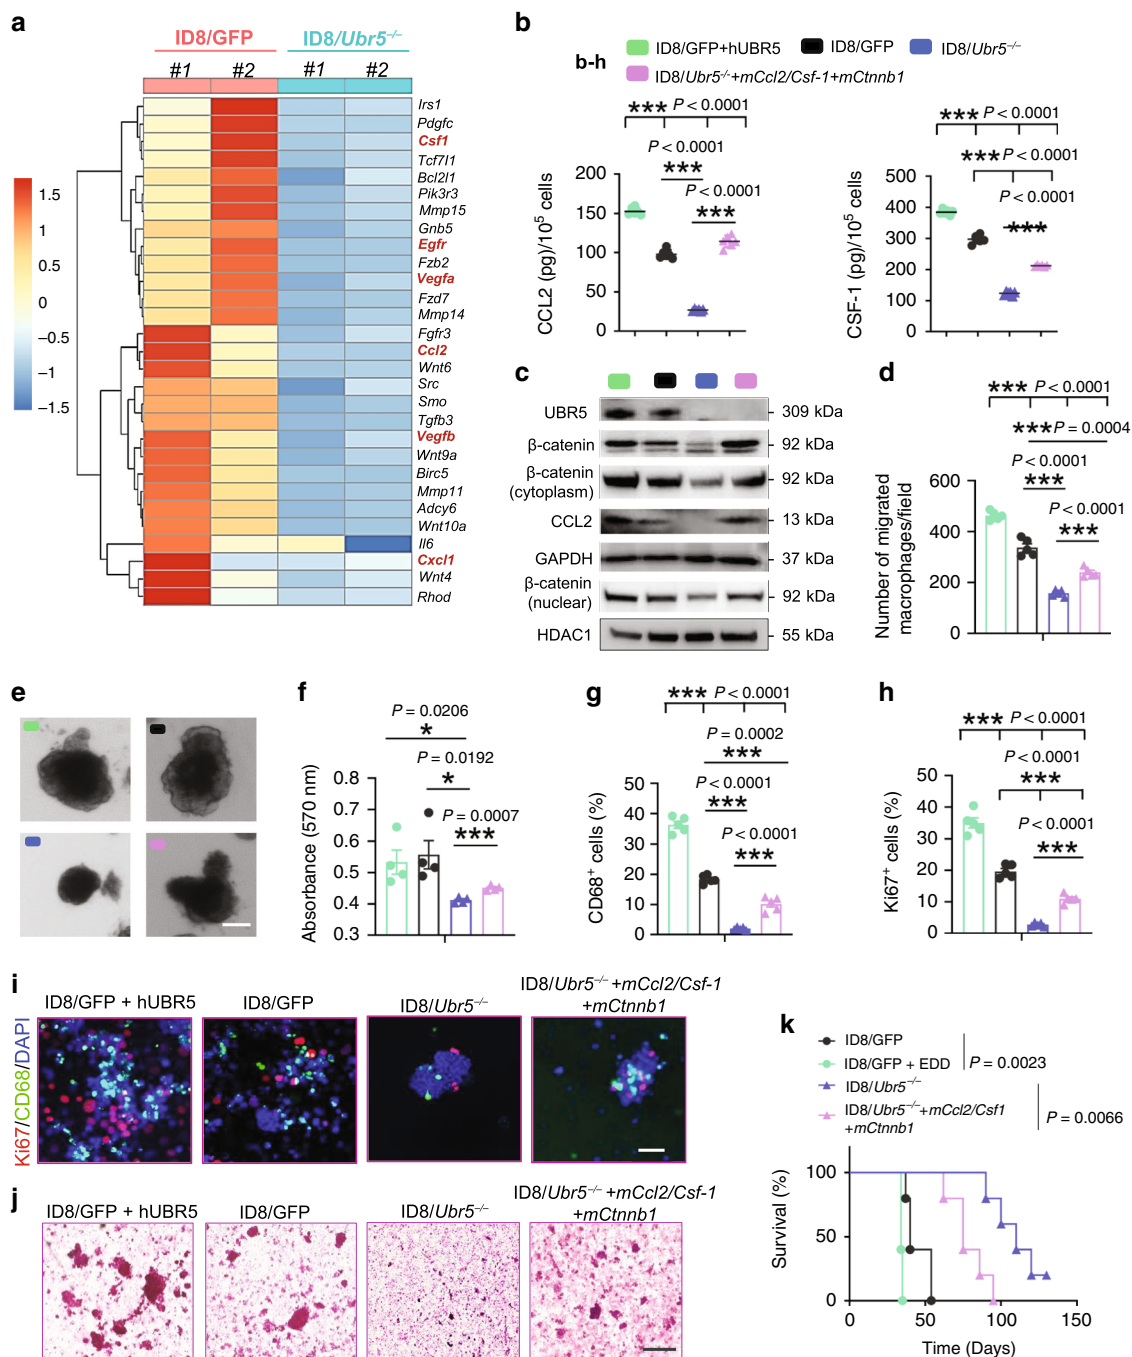 a
ID8/GFP
ID8/Ubr5–/–
#1
#2
#1
#2
1.5
1
0.5
0
–0.5
–1
–1.5
Irs1
Pdgfc
Csf1
Tcf7l1
Bcl2l1
Pik3r3
Mmp15
Gnb5
Egfr
Fzb2
Vegfa
Fzd7
Mmp14
Fgfr3
Ccl2
Wnt6
Src
Smo
Tgfb3
Vegfb
Wnt9a
Birc5
Mmp11
Adcy6
Wnt10a
Il6
Cxcl1
Wnt4
Rhod
b
b-h
ID8/GFP+hUBR5
ID8/GFP
ID8/Ubr5–/–
ID8/Ubr5-/-+mCcl2/Csf-1+mCtnnb1
*** P < 0.0001
P < 0.0001
***
P < 0.0001
***
200
150
100
50
0
CCL2 (pg)/10⁵ cells
*** P < 0.0001
*** P < 0.0001
P < 0.0001
***
500
400
300
200
100
0
CSF-1 (pg)/10⁵ cells
c
UBR5
309 kDa
β-catenin
92 kDa
β-catenin
(cytoplasm)
92 kDa
CCL2
13 kDa
GAPDH
37 kDa
β-catenin
(nuclear)
92 kDa
HDAC1
55 kDa
d
*** P < 0.0001
*** P = 0.0004
P < 0.0001
***
P < 0.0001
***
600
400
200
0
Number of migrated
macrophages/field
e
f
P = 0.0206
*
P = 0.0192
*
P = 0.0007
***
0.8
0.7
0.6
0.5
0.4
0.3
Absorbance (570 nm)
g
*** P < 0.0001
P = 0.0002
***
P < 0.0001
***
P < 0.0001
***
50
40
30
20
10
0
CD68+ cells (%)
h
*** P < 0.0001
P < 0.0001
***
P < 0.0001
***
50
40
30
20
10
0
Ki67+ cells (%)
i
ID8/GFP + hUBR5
ID8/GFP
ID8/Ubr5–/–
ID8/Ubr5–/– +mCcl2/Csf-1
+mCtnnb1
Ki67/CD68/DAPI
j
ID8/GFP + hUBR5
ID8/GFP
ID8/Ubr5–/–
ID8/Ubr5–/– +mCcl2/Csf-1
+mCtnnb1
k
ID8/GFP
ID8/GFP + EDD
P = 0.0023
ID8/Ubr5–/–
ID8/Ubr5–/–+mCcl2/Csf1
+mCtnnb1
P = 0.0066
100
50
0
Survival (%)
0
50
100
150
Time (Days)